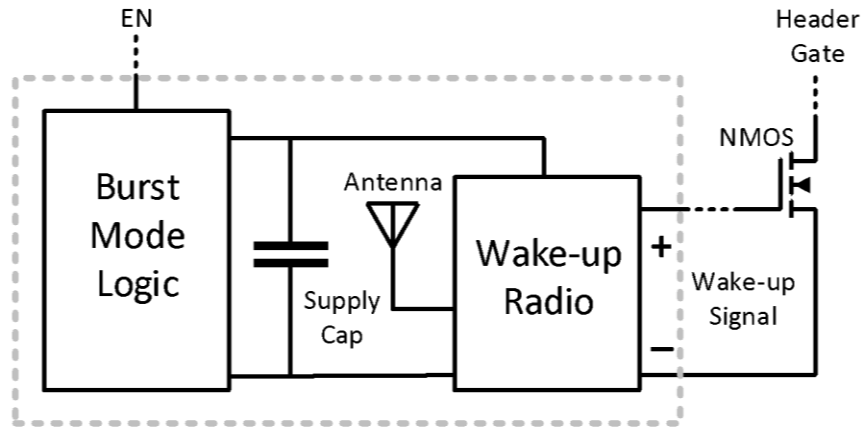 EN
Header
Gate
NMOS
Burst
Mode
Logic
Antenna
Supply
Cap
Wake-up
Radio
+
Wake-up
Signal
−